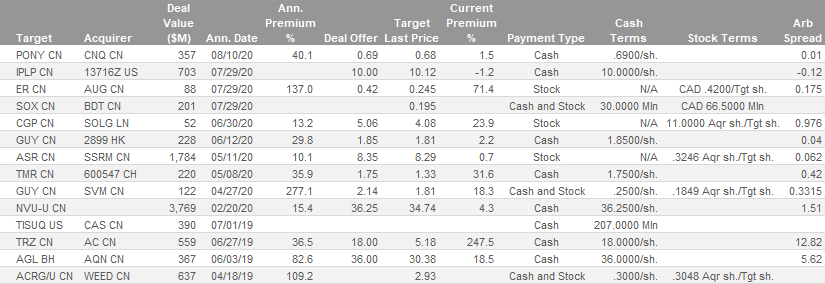 Target Acquirer Deal Value ($M) Ann. Date Ann. Premium % Deal Offer Target Last Price Current Premium % Payment Type Cash Terms Stock Terms Arb Spread
PONY CN CNQ CN 357 08/10/20 40.1 0.69 0.68 1.5 Cash .6900/sh. 0.01
IPLP CN 13716Z US 703 07/29/20 10.00 10.12 -1.2 Cash 10.0000/sh. -0.12
ER CN AUG CN 88 07/29/20 137.0 0.42 0.245 71.4 Stock N/A CAD .4200/Tgt sh. 0.175
SOX CN BDT CN 201 07/29/20 0.195 Cash and Stock 30.0000 Mln CAD 66.5000 Mln
CGP CN SOLG LN 52 06/30/20 13.2 5.06 4.08 23.9 Stock N/A 11.0000 Aqr sh./Tgt sh. 0.976
GUY CN 2899 HK 228 06/12/20 29.8 1.85 1.81 2.2 Cash 1.8500/sh. 0.04
ASR CN SSRM CN 1,784 05/11/20 10.1 8.35 8.29 0.7 Stock N/A .3246 Aqr sh./Tgt sh. 0.062
TMR CN 600547 CH 220 05/08/20 35.9 1.75 1.33 31.6 Cash 1.7500/sh. 0.42
GUY CN SVM CN 122 04/27/20 277.1 2.14 1.81 18.3 Cash and Stock .2500/sh. .1849 Aqr sh./Tgt sh. 0.3315
NVU-U CN 3,769 02/20/20 15.4 36.25 34.74 4.3 Cash 36.2500/sh. 1.51
TISUQ US CAS CN 390 07/01/19 Cash 207.0000 Mln
TRZ CN AC CN 559 06/27/19 36.5 18.00 5.18 247.5 Cash 18.0000/sh. 12.82
AGL BH AQN CN 367 06/03/19 82.6 36.00 30.38 18.5 Cash 36.0000/sh. 5.62
ACRG/U CN WEED CN 637 04/18/19 109.2 2.93 Cash and Stock .3000/sh. .3048 Aqr sh./Tgt sh.